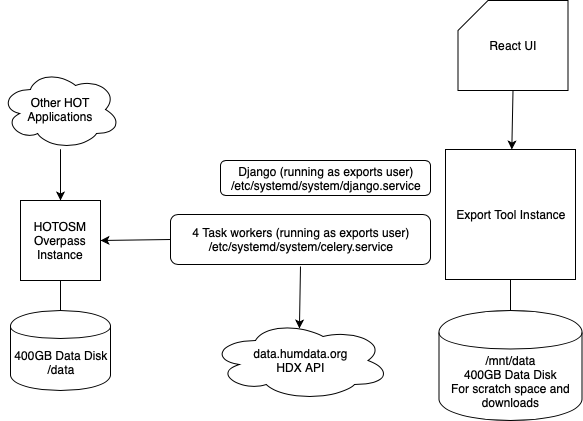 React UI
Other HOT
Applications
Django (running as exports user)
/etc/systemd/system/django.service
HOTOSM
Overpass
Instance
4 Task workers (running as exports user)
/etc/systemd/system/celery.service
Export Tool Instance
400GB Data Disk
/data
data.humdata.org
HDX API
/mnt/data
400GB Data Disk
For scratch space and
downloads